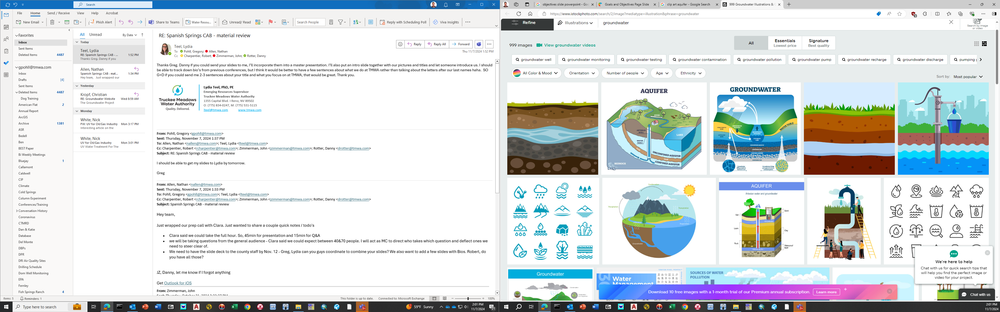 Search
File Home Send / Receive View Help Acrobat
New Email Phish Alert Share to Teams Water Resou... Unread/ Read Search People Reply with Scheduling Poll Viva Insights
Favorites
Inbox
Sent Items
Deleted Items 4487
gpohll@tmwa.com
Inbox
Drafts [4]
Sent Items
Deleted Items 4487
Dog Training
American Flat 2
Annual Report
ArcGIS
Archive 1381
ASR
Bedell
Ben
BEST Paper
Bi Weekly Meetings
Bluejay 1
Callamont
Caldwell
CIP
Climate
Cold Springs
Column Experiment
Conferences/Training
Conversation History
Coronavirus
CTMRD
Dan & Katie
Database
Del Monte
DBPs
DPR
DRI Air Quality Sites
Drilling Schedule
Dom Well Monitoring
EPA
Fernley
Fish Springs Ranch 4
All Unread By Date
Today
Teel, Lydia
RE: Spanish Springs CAB - ... 1:52 PM
Thanks Greg. Danny if you
Allen, Nathan
Spanish Springs CAB - mat... 1:34 PM
Hey team, Just wrapped our
Yesterday
Kropf, Christian
RE: Groundwater Website Wed 8:59 AM
The Groundwater Project
Monday
White, Nick
FW: UV for Oil/Gas Industry Mon 3:17 PM
Interesting article on the
White, Nick
UV for Oil/Gas Industry Mon 3:01 PM
UV Water Treatment For The
RE: Spanish Springs CAB - material review
Teel, Lydia
To Pohll, Gregory; Allen, Nathan
Cc Charpentier, Robert; Zimmerman, John; Rotter, Danny
Reply Reply All Forward
Thu 11/7/2024 1:52 PM
Thanks Greg. Danny if you could send your slides to me, I'll incorporate them into a master presentation. I'll also put an intro slide together with our pictures and titles and let someone introduce us. I should
be able to track down bio's from previous conferences, but I think it would be better to have a few sentences about what we do at TMWA rather than talking about the letters after our last names haha. SO
G+D if you could send me 2-3 sentences about your title and what you focus on at TMWA, that would be great. Thank you.
Truckee Meadows
Water Authority
Quality. Delivered.
Lydia Teel, PhD, PE
Emerging Resources Supervisor
Truckee Meadows Water Authority
1355 Capital Blvd. I Reno, NV 89502
O: (775) 834-0247, M: (775) 531-5115
lteel@tmwa.com www.tmwa.com
From: Pohll, Gregory <gpohll@tmwa.com>
Sent: Thursday, November 7, 2024 1:37 PM
To: Allen, Nathan <nallen@tmwa.com>; Teel, Lydia <lteel@tmwa.com>
Cc: Charpentier, Robert <rcharpentier@tmwa.com>; Zimmerman, John <jzimmerman@tmwa.com>; Rotter, Danny <drotter@tmwa.com>
Subject: RE: Spanish Springs CAB - material review
I should be able to get my slides to Lydia by tomorrow.
Greg
From: Allen, Nathan <nallen@tmwa.com>
Sent: Thursday, November 7, 2024 1:33 PM
To: Pohll, Gregory <gpohll@tmwa.com>; Teel, Lydia <lteel@tmwa.com>
Cc: Charpentier, Robert <rcharpentier@tmwa.com>; Zimmerman, John <jzimmerman@tmwa.com>; Rotter, Danny <drotter@tmwa.com>
Subject: Spanish Springs CAB - material review
Hey team,
Just wrapped our prep call with Clara. Just wanted to share a couple quick notes / todo's
• Clara said we could take the full hour. So, 45min for presentation and 15min for Q&A
• we will be taking questions from the general audience - Clara said we could expect between 40&70 people. I will act as MC to direct who takes which question and deflect ones we
need to steer clear of.
• We need to have the slide deck to the county staff by Nov. 12 - Greg, Lydia can you guys coordinate to combine your slides? We also want to add a few slides with Bios. Robert, do
you have all those?
JZ, Danny, let me know if I forgot anything
Get Outlook for iOS
From: Zimmerman, John
Items: 5 Reminders: 1 This folder is up to date. Connected to: Microsoft Exchange 100%
Type here to search 59°F Sunny 2:01 PM
11/7/2024
objectives slide powerpoint - Goo Goals and Objectives Page Slide clip art aquifer - Google Search 999 Groundwater Illustrations & C
https://www.istockphoto.com/search/2/image?mediatype=illustration&phrase=groundwater
Refine Illustrations groundwater Search by image
or video
999 images View groundwater videos
All Essentials Signature
Lowest price Best quality
groundwater well groundwater monitoring groundwater testing groundwater contamination groundwater pollution groundwater pump groundwater recharge groundwater discharge pumping
All Color & Mood Orientation Number of people Age Ethnicity
Sort by: Most popular
AQUIFER
RIVER
ARTESIAN
WELL
LAKE
WATER
TABLE
CLAY
UNCONFINED AQUIFER
CLAY
CONFINED AQUIFER
BEDROCK
GROUNDWATER
WATER TABLE
Condensation
Precipitation
Transpiration
Evaporation
Groundwater
AQUIFER
Artesian water and groundwater
Soil
Sand
Loam
Clay
Rock
Waterproof
layer
Groundwater
Water
Management
SOURCES OF WATER
POLLUTION
We're here to help
Chat with us for quick search tips that
will help you find the perfect image or
video for your project.
Download 10 free images with a 1-month trial of our Premium annual subscription. Learn more
Chat with us
2:01 PM
11/7/2024